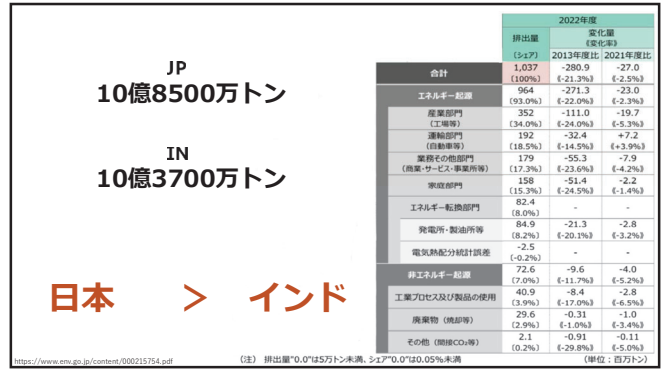 JP
10億8500万トン
IN
10億3700万トン
日本 > インド
https://www.env.go.jp/content/000215754.pdf
2022年度
排出量 変化量
《変化率》
(シェア) 2013年度比 2021年度比
合計 1,037 -280.9 -27.0
(100%) 《-21.3%》 《-2.5%》
エネルギー起源 964 -271.3 -23.0
(93.0%) 《-22.0%》 《-2.3%》
産業部門 352 -111.0 -19.7
(工場等) (34.0%) 《-24.0%》 《-5.3%》
運輸部門 192 -32.4 +7.2
(自動車等) (18.5%) 《-14.5%》 《+3.9%》
業務その他部門 179 -55.3 -7.9
(商業・サービス・事業所等) (17.3%) 《-23.6%》 《-4.2%》
家庭部門 158 -51.4 -2.2
(15.3%) 《-24.5%》 《-1.4%》
エネルギー転換部門 82.4 - -
(8.0%)
発電所・製油所等 84.9 -21.3 -2.8
(8.2%) 《-20.1%》 《-3.2%》
電気熱配分統計誤差 -2.5 - -
(-0.2%)
非エネルギー起源 72.6 -9.6 -4.0
(7.0%) 《-11.7%》 《-5.2%》
工業プロセス及び製品の使用 40.9 -8.4 -2.8
(3.9%) 《-17.0%》 《-6.5%》
廃棄物 (焼却等) 29.6 -0.31 -1.0
(2.9%) 《-1.0%》 《-3.4%》
その他 (間接CO₂等) 2.1 -0.91 -0.11
(0.2%) 《-29.8%》 《-5.0%》
(注) 排出量"0.0"は5万トン未満、シェア"0.0"は0.05%未満 (単位:百万トン)